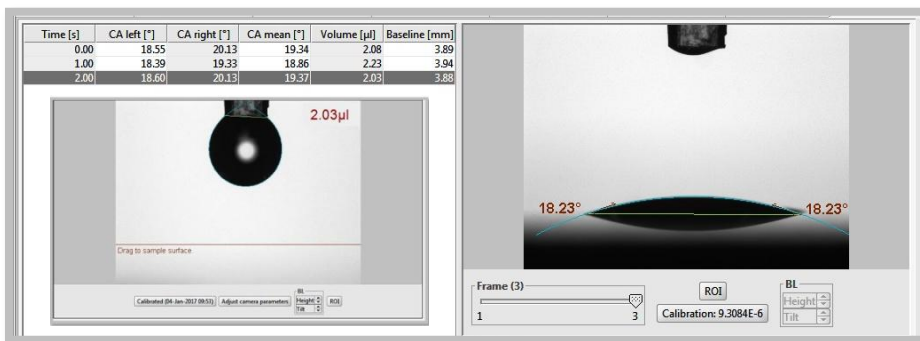 Time [s] CA left [°] CA right [°] CA mean [°] Volume [µl] Baseline [mm]
0.00 18.55 20.13 19.34 2.08 3.89
1.00 18.39 19.33 18.86 2.23 3.94
2.00 18.60 20.13 19.37 2.03 3.88
2.03µl
Drag to sample surface
BL
Calibrated (04-Jan-2017 09:53) Adjust camera parameters Height ROI
Tilt
18.23° 18.23°
Frame (3) BL
ROI Height
1 3 Calibration: 9.3084E-6 Tilt